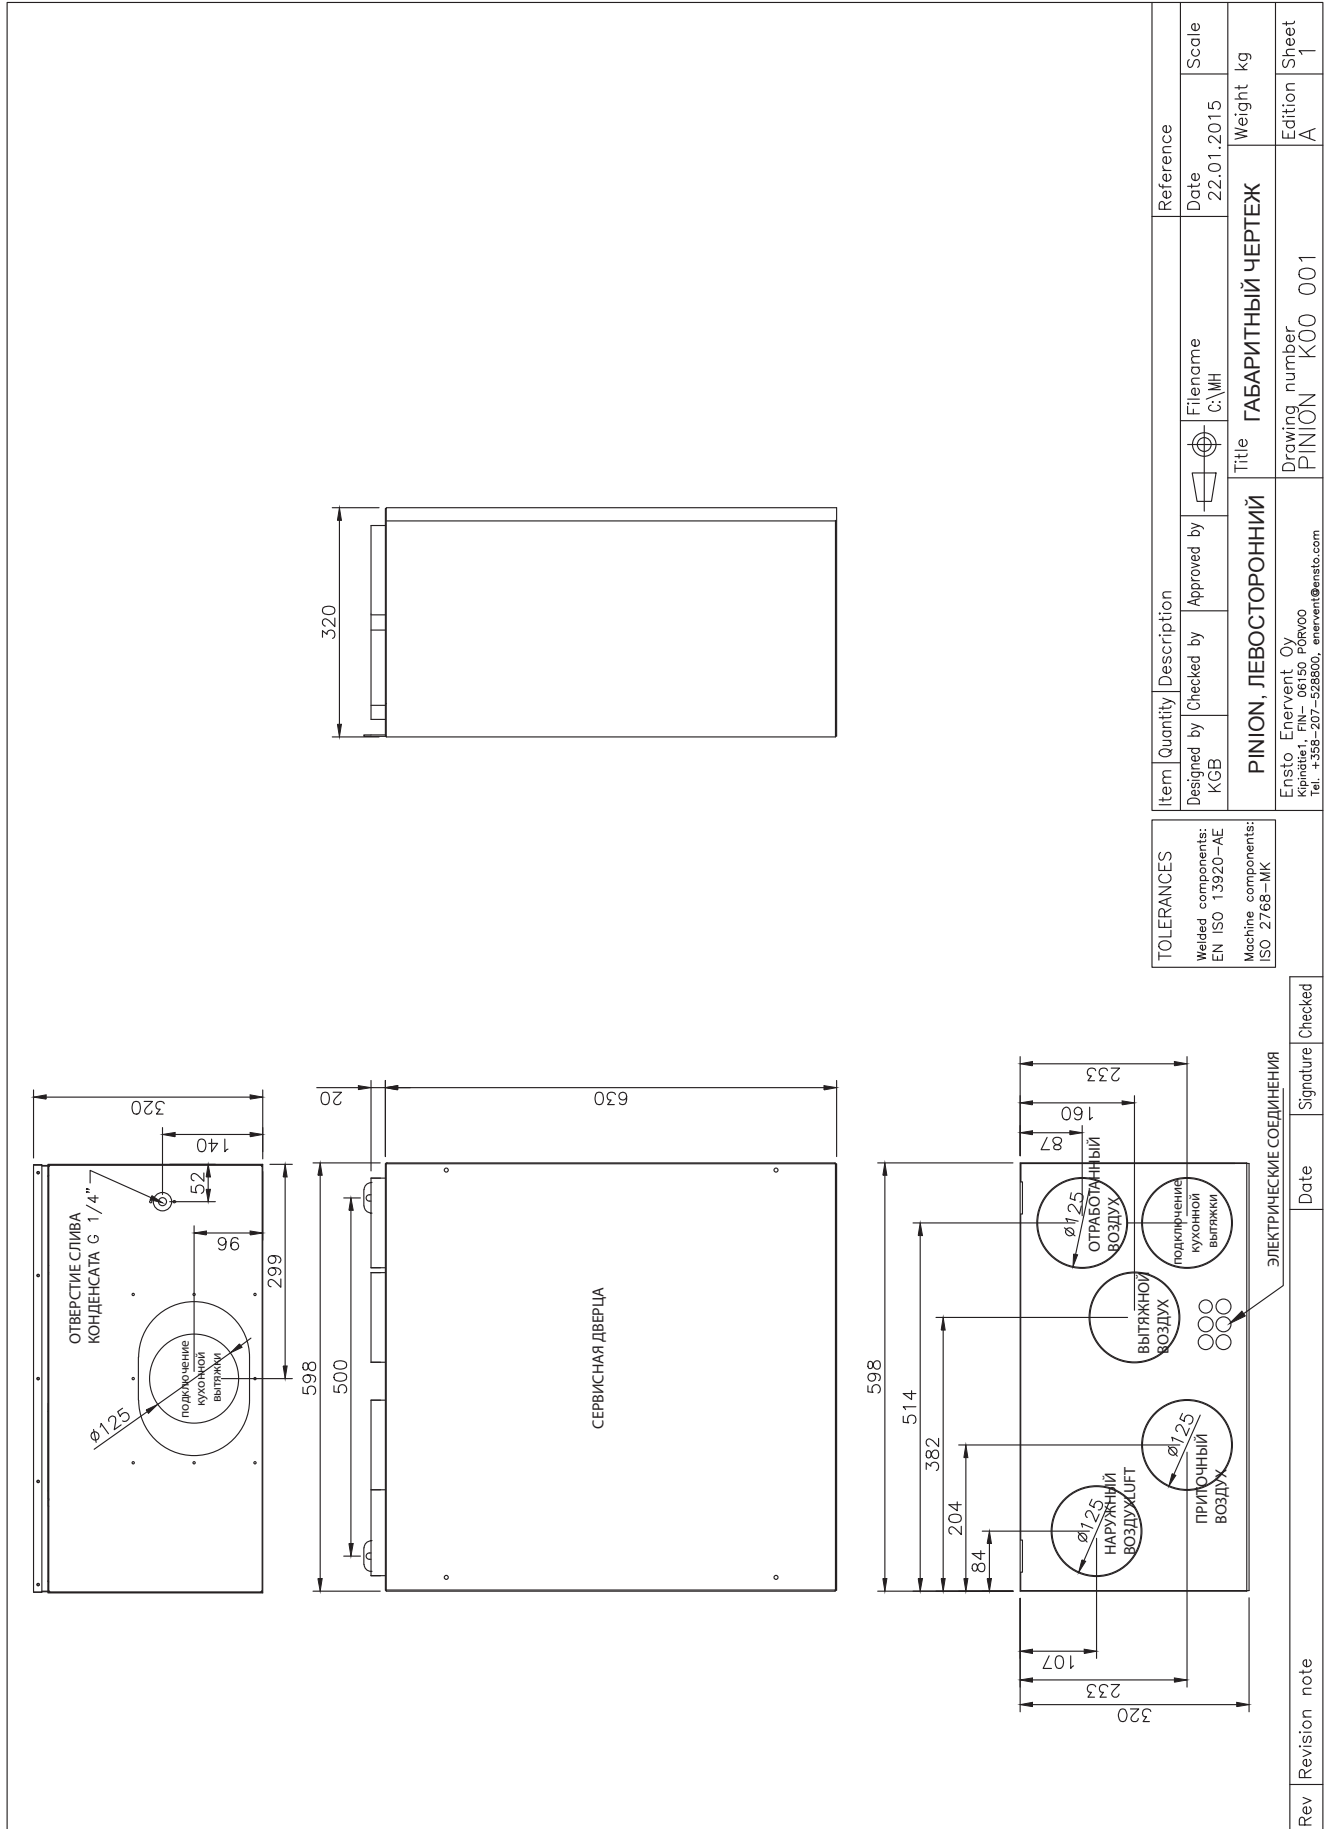 320
140
52
96
299
ОТВЕРСТИЕ СЛИВА
КОНДЕНСАТА G 1/4”
ø125
подключение
кухонной
вытяжки
598
500
20
630
СЕРВИСНАЯ ДВЕРЦА
320
598
514
382
204
84
233
160
87
ø125
ОТРАБОТАННЫЙ
ВОЗДУХ
подключение
кухонной
вытяжки
ВЫТЯЖНОЙ
ВОЗДУХ
ø125
ПРИТОЧНЫЙ
ВОЗДУХ
ø125
НАРУЖНЫЙ
ВОЗДУХLUFT
107
233
320
ЭЛЕКТРИЧЕСКИЕ СОЕДИНЕНИЯ
TOLERANCES
Welded components:
EN ISO 13920-AE
Machine components:
ISO 2768-MK
Item Quantity Description Reference
Designed by Checked by Approved by Filename Date Scale
KGB C:\MH 22.01.2015
PINION, ЛЕВОСТОРОННИЙ Title ГАБАРИТНЫЙ ЧЕРТЕЖ Weight kg
Ensto Enervent Oy Drawing number Edition Sheet
Kipinätie1, FIN- 06150 PORVOO PINION K00 001 A 1
Tel. +358-207-528800, enervent@ensto.com
Rev Revision note Date Signature Checked